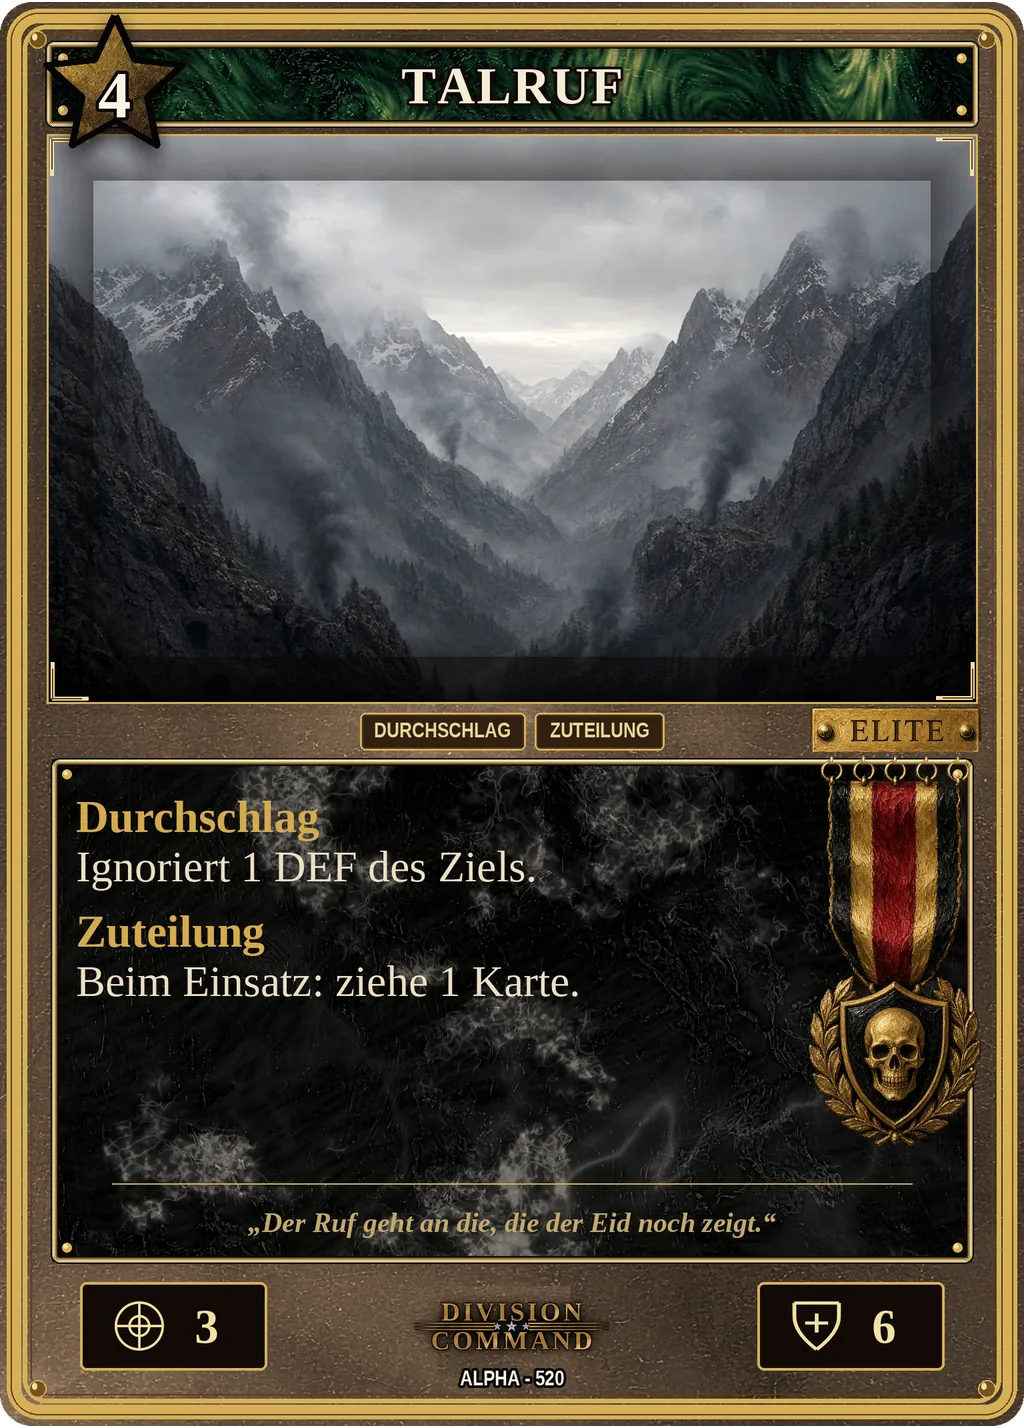 4
TALRUF
DURCHSCHLAG ZUTEILUNG
ELITE
Durchschlag
Ignoriert 1 DEF des Ziels.
Zuteilung
Beim Einsatz: ziehe 1 Karte.
„Der Ruf geht an die, die der Eid noch zeigt.“
3
DIVISION
COMMAND
6
ALPHA - 520